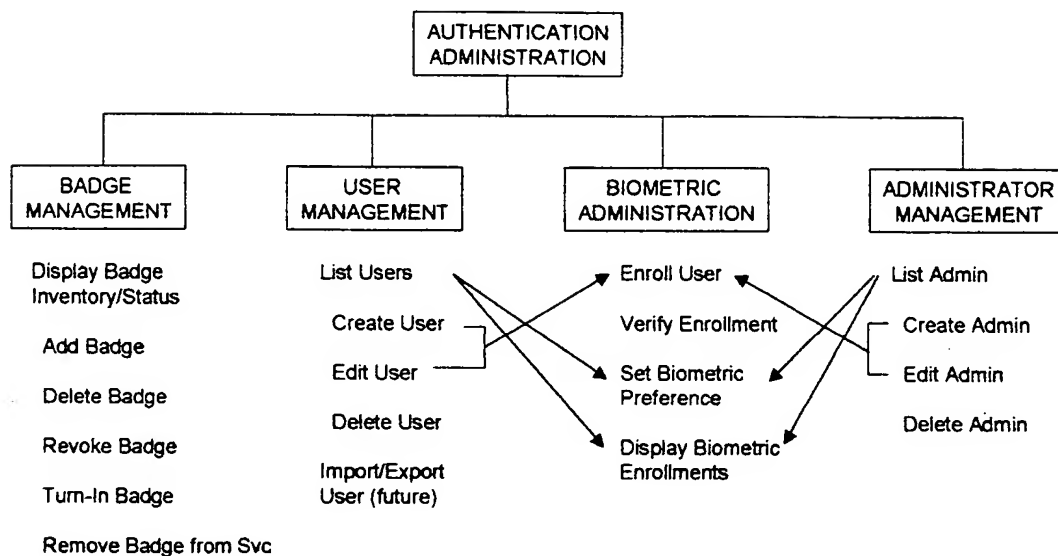 AUTHENTICATION
ADMINISTRATION
BADGE
MANAGEMENT
USER
MANAGEMENT
BIOMETRIC
ADMINISTRATION
ADMINISTRATOR
MANAGEMENT
Display Badge
Inventory/Status
Add Badge
Delete Badge
Revoke Badge
Turn-In Badge
Remove Badge from Svc
List Users
Create User
Edit User
Delete User
Import/Export
User (future)
Enroll User
Verify Enrollment
Set Biometric
Preference
Display Biometric
Enrollments
List Admin
Create Admin
Edit Admin
Delete Admin